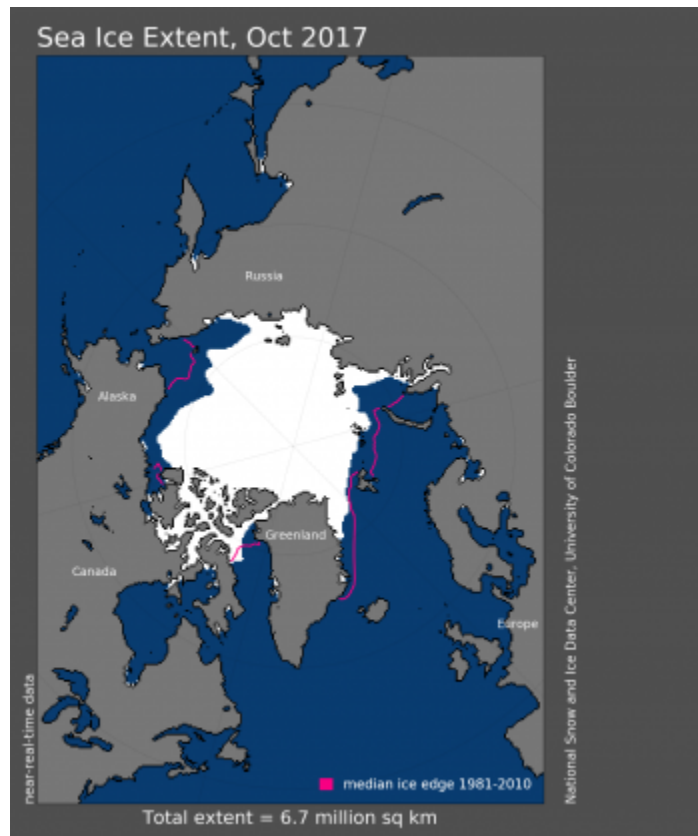 Sea Ice Extent, Oct 2017
Russia
Alaska
Greenland
Canada
Europe
near-real-time data
median ice edge 1981-2010
Total extent = 6.7 million sq km
National Snow and Ice Data Center, University of Colorado Boulder